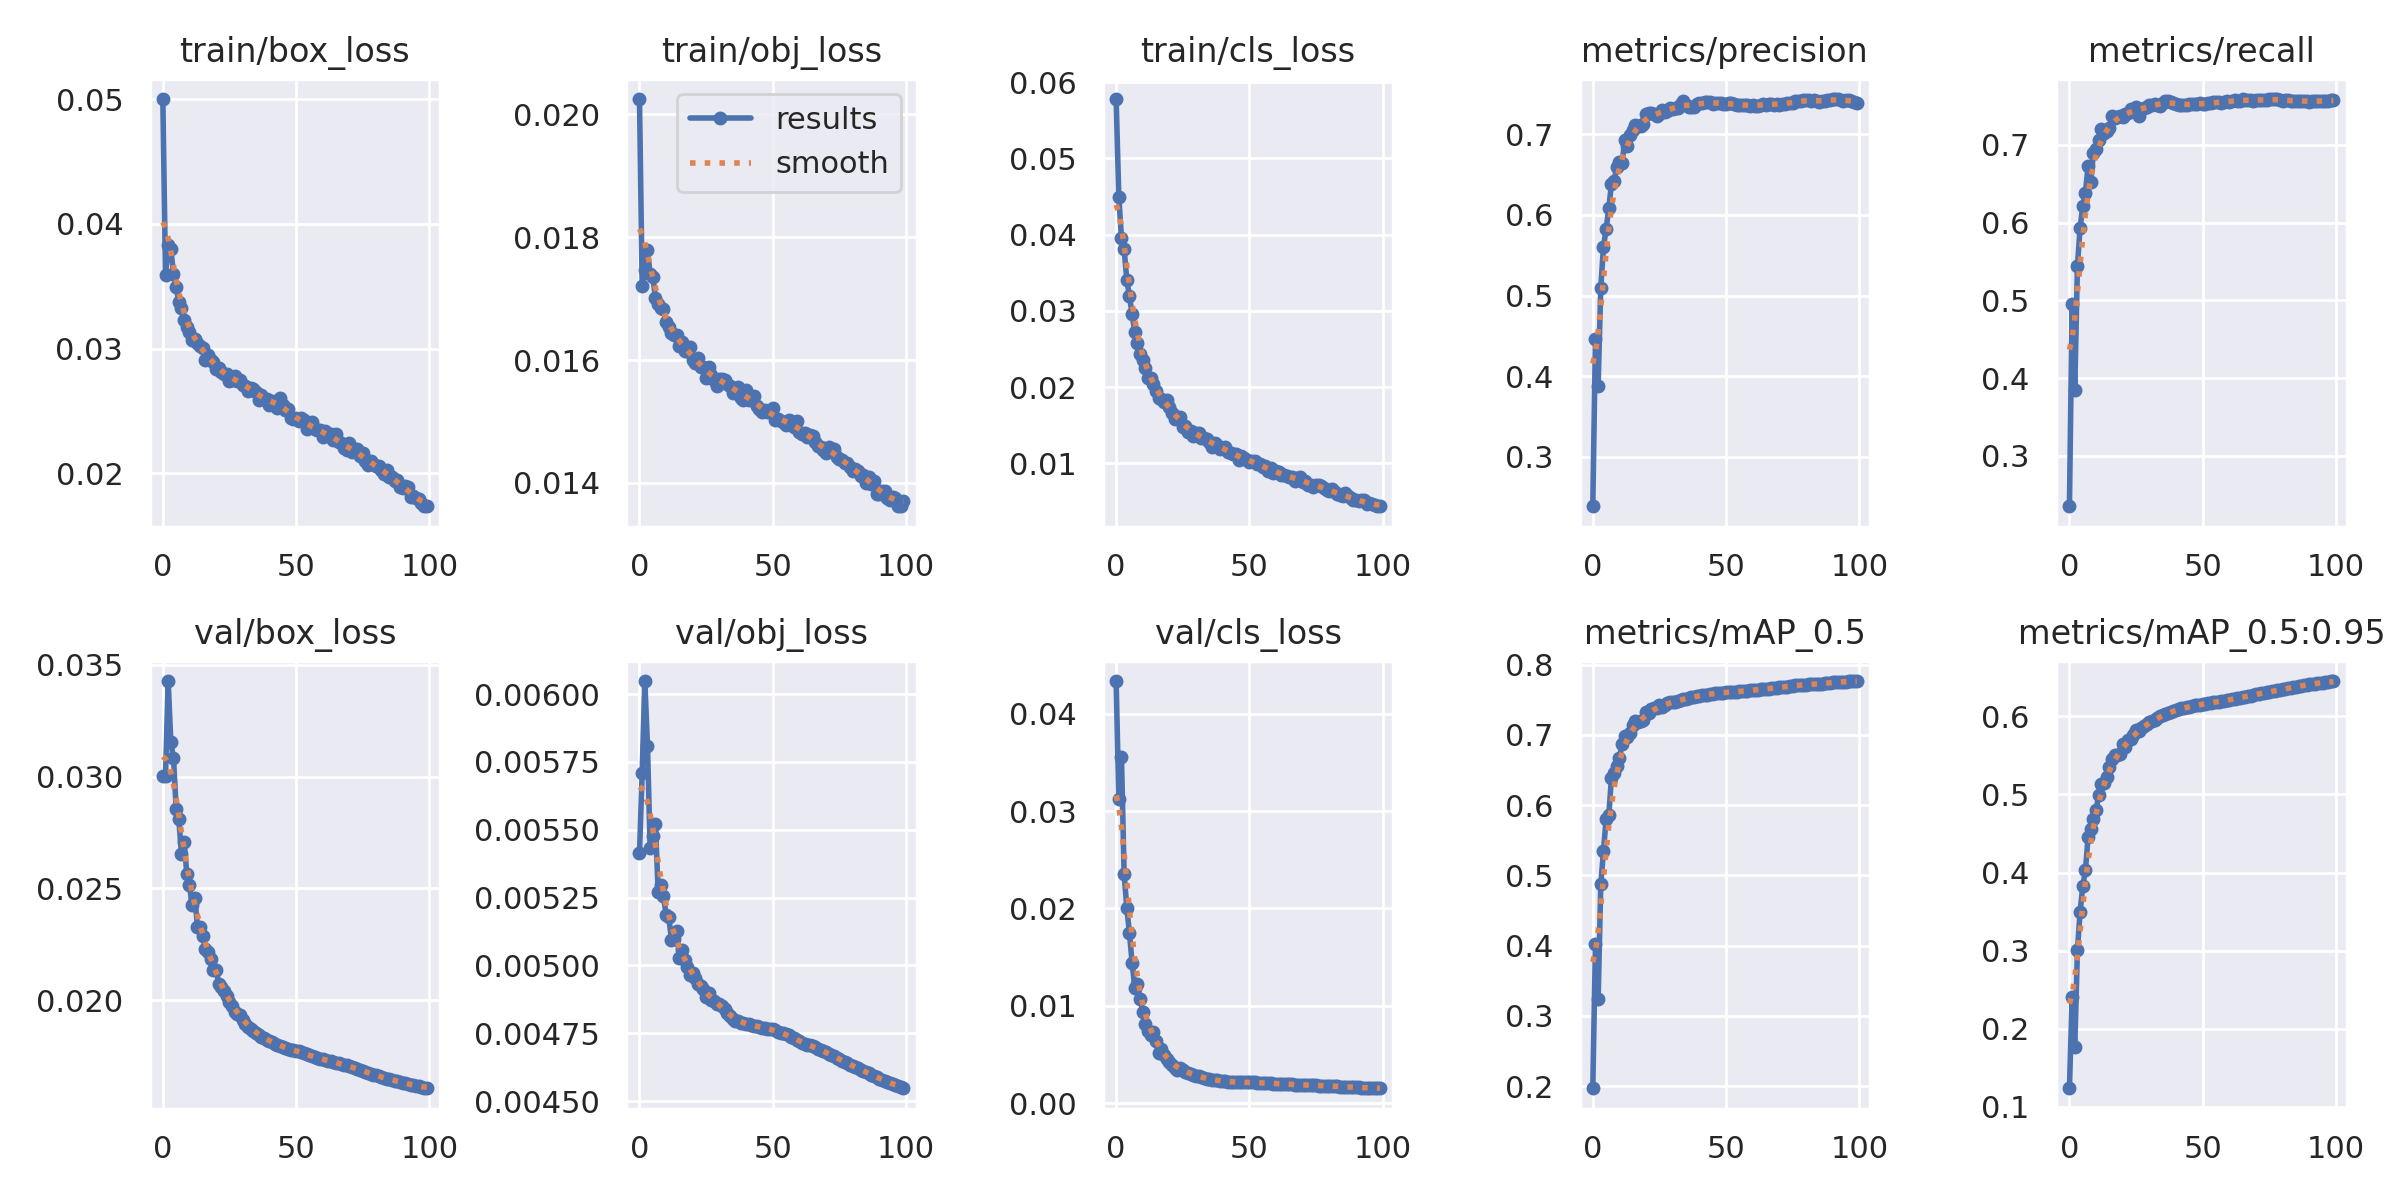 train/box_loss
0.05
0.04
0.03
0.02
0 50 100
train/obj_loss
results
smooth
0.020
0.018
0.016
0.014
0 50 100
train/cls_loss
0.06
0.05
0.04
0.03
0.02
0.01
0 50 100
metrics/precision
0.7
0.6
0.5
0.4
0.3
0 50 100
metrics/recall
0.7
0.6
0.5
0.4
0.3
0 50 100
val/box_loss
0.035
0.030
0.025
0.020
0 50 100
val/obj_loss
0.00600
0.00575
0.00550
0.00525
0.00500
0.00475
0.00450
0 50 100
val/cls_loss
0.04
0.03
0.02
0.01
0.00
0 50 100
metrics/mAP_0.5
0.8
0.7
0.6
0.5
0.4
0.3
0.2
0 50 100
metrics/mAP_0.5:0.95
0.6
0.5
0.4
0.3
0.2
0.1
0 50 100